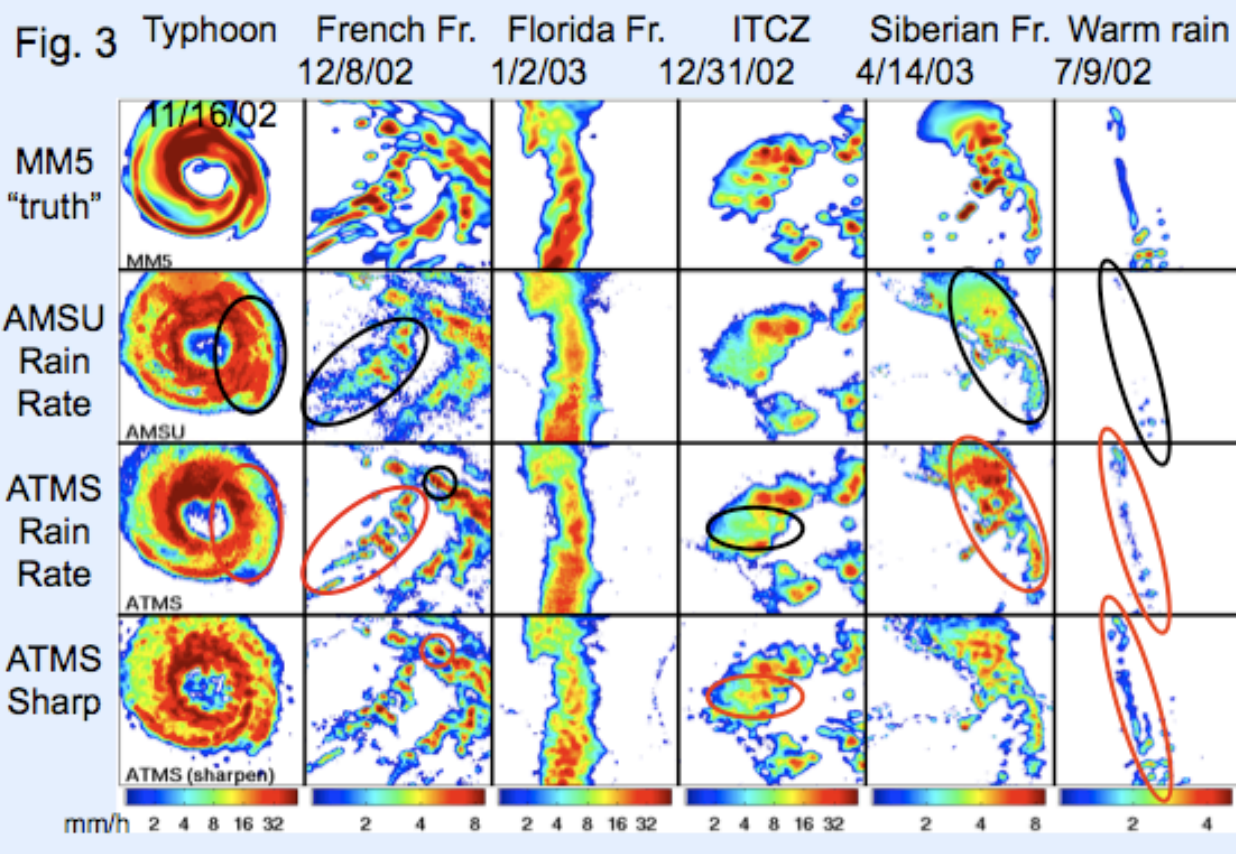 Fig. 3
Typhoon French Fr. Florida Fr. ITCZ Siberian Fr. Warm rain
12/8/02 1/2/03 12/31/02 4/14/03 7/9/02
11/16/02
MM5
“truth”
MM5
AMSU
Rain
Rate
AMSU
ATMS
Rain
Rate
ATMS
ATMS
Sharp
ATMS (sharpen)
mm/h 2 4 8 16 32 2 4 8 2 4 8 16 32 2 4 8 16 32 2 4 8 2 4